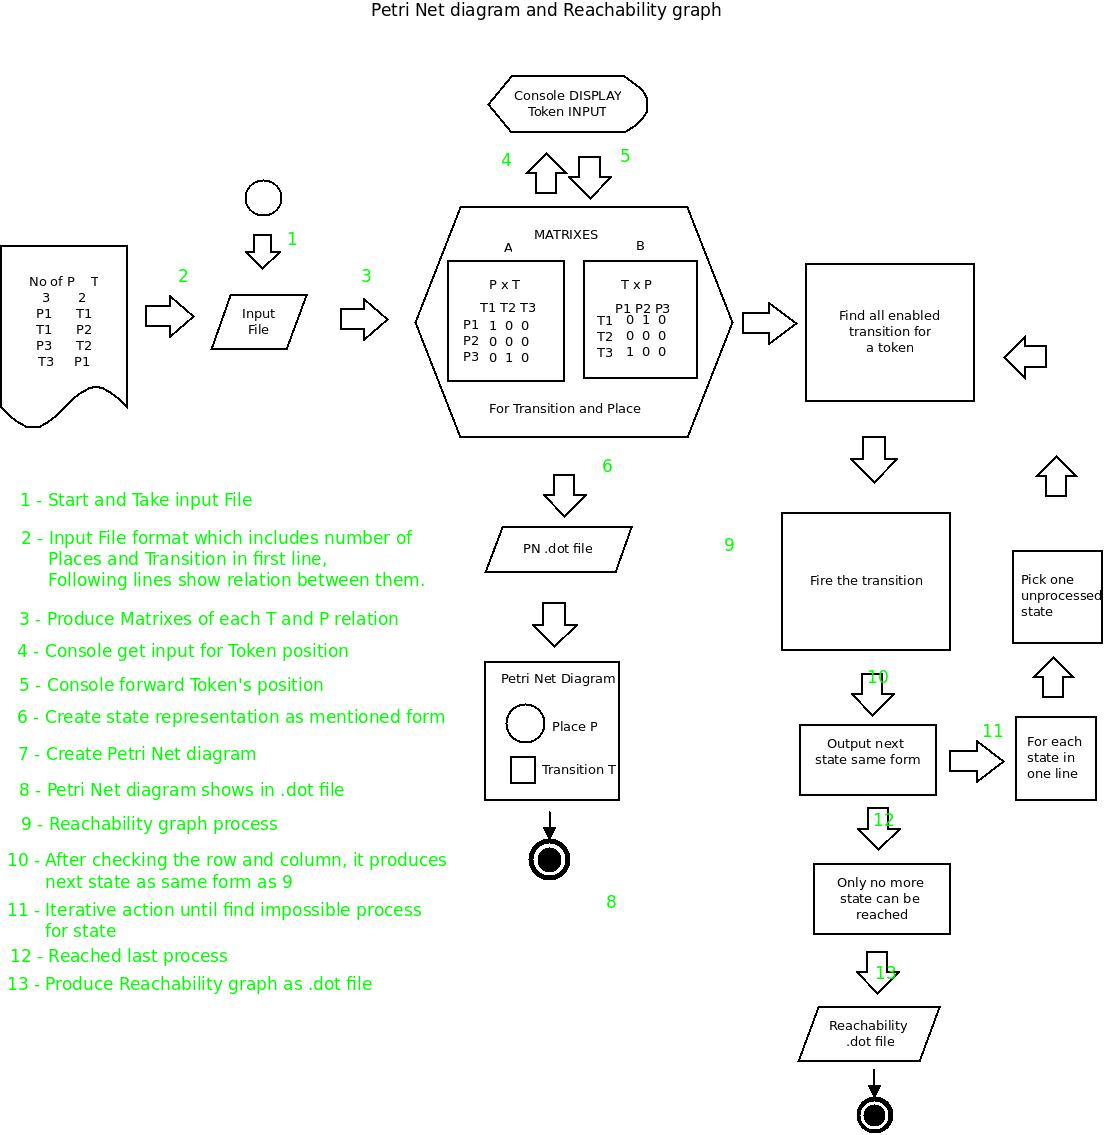 Petri Net diagram and Reachability graph
Console DISPLAY
Token INPUT
4
5
1
2
3
No of P T
3 2
P1 T1
T1 P2
P3 T2
T3 P1
Input
File
MATRIXES
A
B
P x T
T1 T2 T3
P1 1 0 0
P2 0 0 0
P3 0 1 0
T x P
P1 P2 P3
T1 0 1 0
T2 0 0 0
T3 1 0 0
For Transition and Place
Find all enabled
transition for
a token
6
PN .dot file
Petri Net Diagram
Place P
Transition T
8
9
Fire the transition
10
Output next
state same form
11
For each
state in
one line
Pick one
unprocessed
state
12
Only no more
state can be
reached
13
Reachability
.dot file
1 - Start and Take input File
2 - Input File format which includes number of
Places and Transition in first line,
Following lines show relation between them.
3 - Produce Matrixes of each T and P relation
4 - Console get input for Token position
5 - Console forward Token's position
6 - Create state representation as mentioned form
7 - Create Petri Net diagram
8 - Petri Net diagram shows in .dot file
9 - Reachability graph process
10 - After checking the row and column, it produces
next state as same form as 9
11 - Iterative action until find impossible process
for state
12 - Reached last process
13 - Produce Reachability graph as .dot file